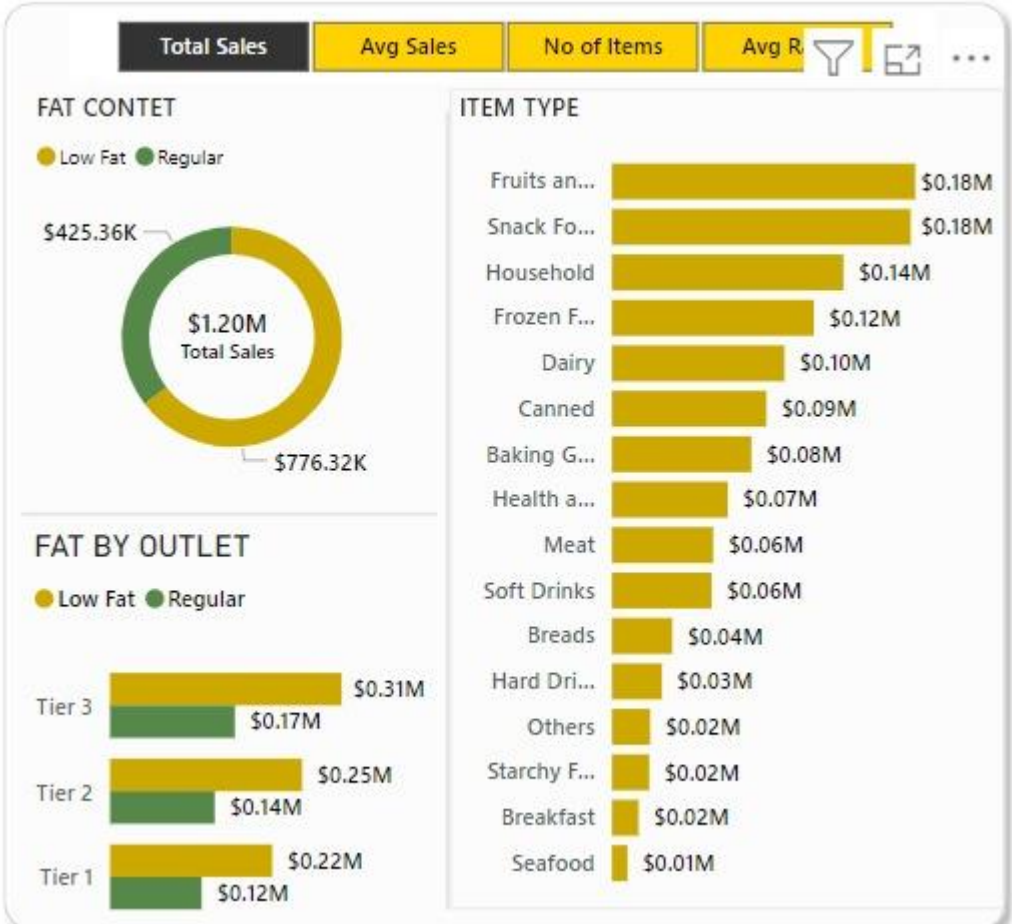 Total Sales
Avg Sales
No of Items
Avg R
FAT CONTET
Low Fat
Regular
$425.36K
$1.20M
Total Sales
$776.32K
FAT BY OUTLET
Low Fat
Regular
Tier 3
$0.31M
$0.17M
Tier 2
$0.25M
$0.14M
Tier 1
$0.22M
$0.12M
ITEM TYPE
Fruits an... $0.18M
Snack Fo... $0.18M
Household $0.14M
Frozen F... $0.12M
Dairy $0.10M
Canned $0.09M
Baking G... $0.08M
Health a... $0.07M
Meat $0.06M
Soft Drinks $0.06M
Breads $0.04M
Hard Dri... $0.03M
Others $0.02M
Starchy F... $0.02M
Breakfast $0.02M
Seafood $0.01M